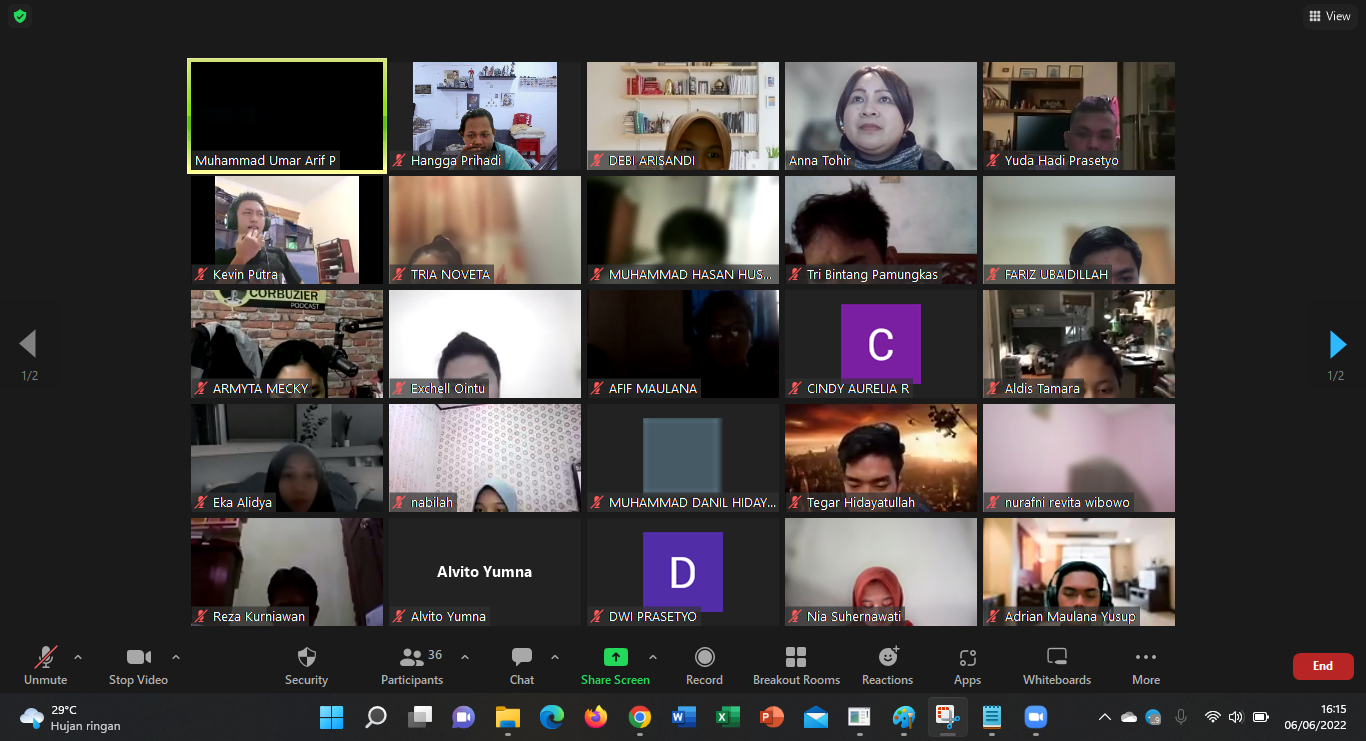 View
Muhammad Umar Arif P
Hangga Prihadi
DEBI ARISANDI
Anna Tohir
Yuda Hadi Prasetyo
Kevin Putra
TRIA NOVETA
MUHAMMAD HASAN HUS...
Tri Bintang Pamungkas
FARIZ UBAIDILLAH
CORBUZIER
PODCAST
ARMYTA MECKY
Exchell Ointu
AFIF MAULANA
C
CINDY AURELIA R
Aldis Tamara
1/2
1/2
Eka Alidya
nabilah
MUHAMMAD DANIL HIDAY...
Tegar Hidayatullah
nurafni revita wibowo
Reza Kurniawan
Alvito Yumna
Alvito Yumna
D
DWI PRASETYO
Nia Suhernawati
Adrian Maulana Yusup
Unmute
Stop Video
Security
36
Participants
Chat
Share Screen
Record
Breakout Rooms
Reactions
Apps
Whiteboards
More
End
29°C
Hujan ringan
16:15
06/06/2022